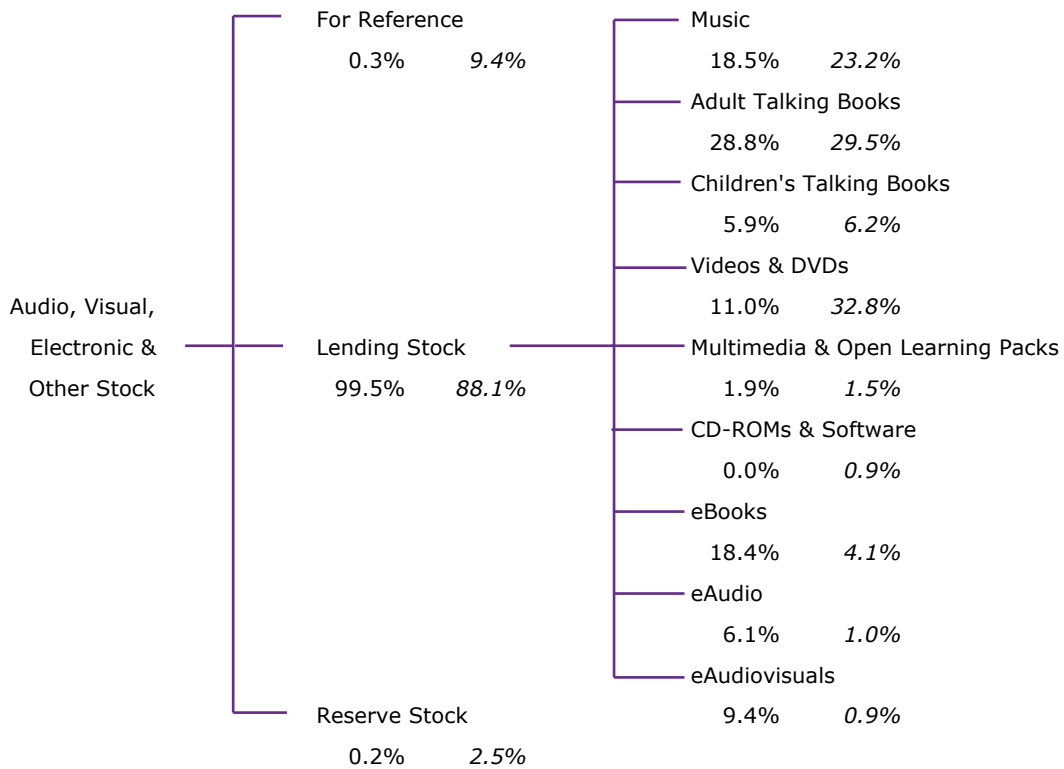 For Reference
0.3% 9.4%
Music
18.5% 23.2%
Adult Talking Books
28.8% 29.5%
Children's Talking Books
5.9% 6.2%
Videos & DVDs
11.0% 32.8%
Audio, Visual,
Electronic &
Other Stock
Lending Stock
99.5% 88.1%
Multimedia & Open Learning Packs
1.9% 1.5%
CD-ROMs & Software
0.0% 0.9%
eBooks
18.4% 4.1%
eAudio
6.1% 1.0%
eAudiovisuals
9.4% 0.9%
Reserve Stock
0.2% 2.5%